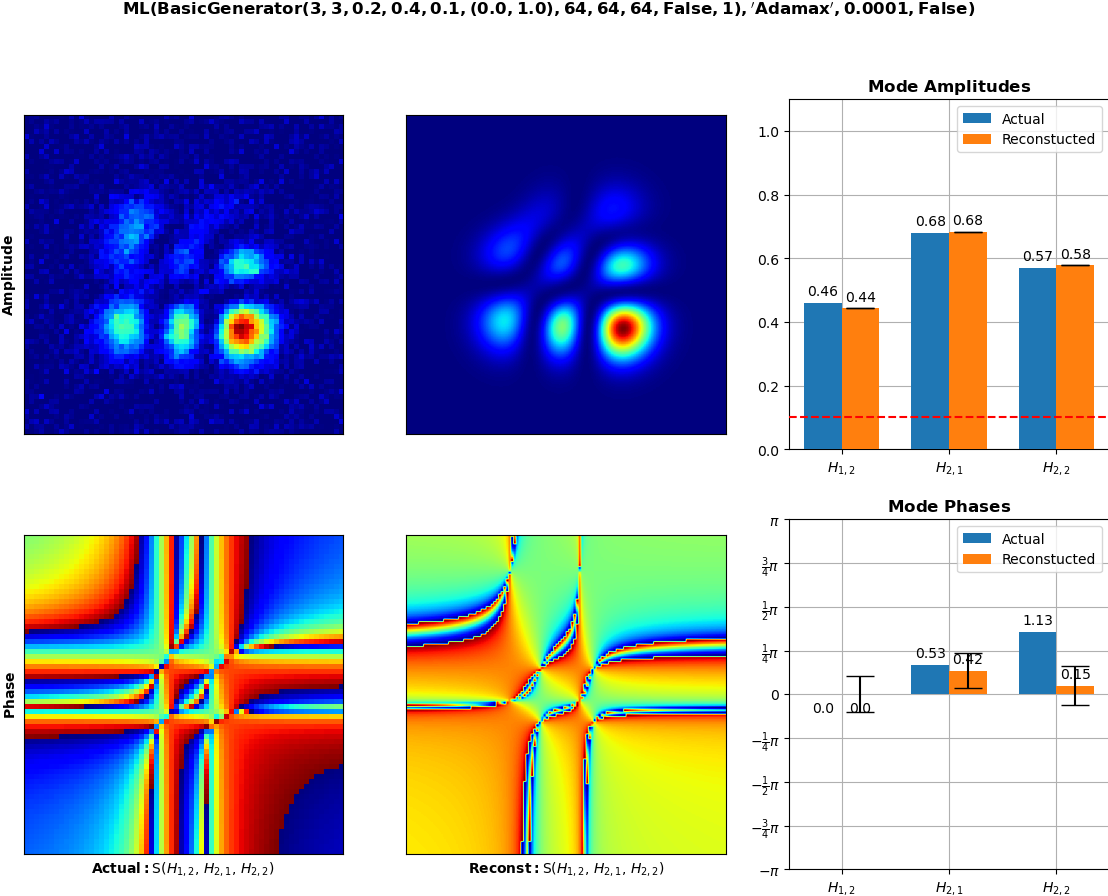 ML(BasicGenerator(3, 3, 0.2, 0.4, 0.1, (0.0, 1.0), 64, 64, 64, False, 1), ′Adamax′, 0.0001, False)
Amplitude
Mode Amplitudes
Actual
Reconstucted
1.0
0.8
0.6
0.4
0.2
0.0
0.46
0.44
0.68
0.68
0.57
0.58
H1,2
H2,1
H2,2
Phase
Actual: S(H1,2, H2,1, H2,2)
Reconst: S(H1,2, H2,1, H2,2)
Mode Phases
Actual
Reconstucted
π
3/4π
1/2π
1/4π
0
−1/4π
−1/2π
−3/4π
−π
0.0
0.0
0.53
0.42
1.13
0.15
H1,2
H2,1
H2,2